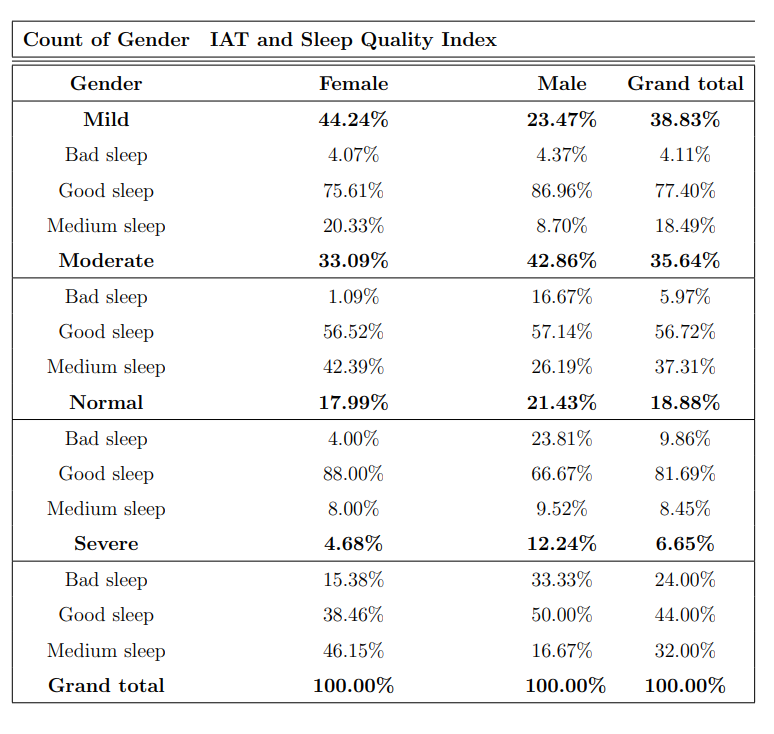 Count of Gender IAT and Sleep Quality Index
Gender Female Male Grand total
Mild 44.24% 23.47% 38.83%
Bad sleep 4.07% 4.37% 4.11%
Good sleep 75.61% 86.96% 77.40%
Medium sleep 20.33% 8.70% 18.49%
Moderate 33.09% 42.86% 35.64%
Bad sleep 1.09% 16.67% 5.97%
Good sleep 56.52% 57.14% 56.72%
Medium sleep 42.39% 26.19% 37.31%
Normal 17.99% 21.43% 18.88%
Bad sleep 4.00% 23.81% 9.86%
Good sleep 88.00% 66.67% 81.69%
Medium sleep 8.00% 9.52% 8.45%
Severe 4.68% 12.24% 6.65%
Bad sleep 15.38% 33.33% 24.00%
Good sleep 38.46% 50.00% 44.00%
Medium sleep 46.15% 16.67% 32.00%
Grand total 100.00% 100.00% 100.00%